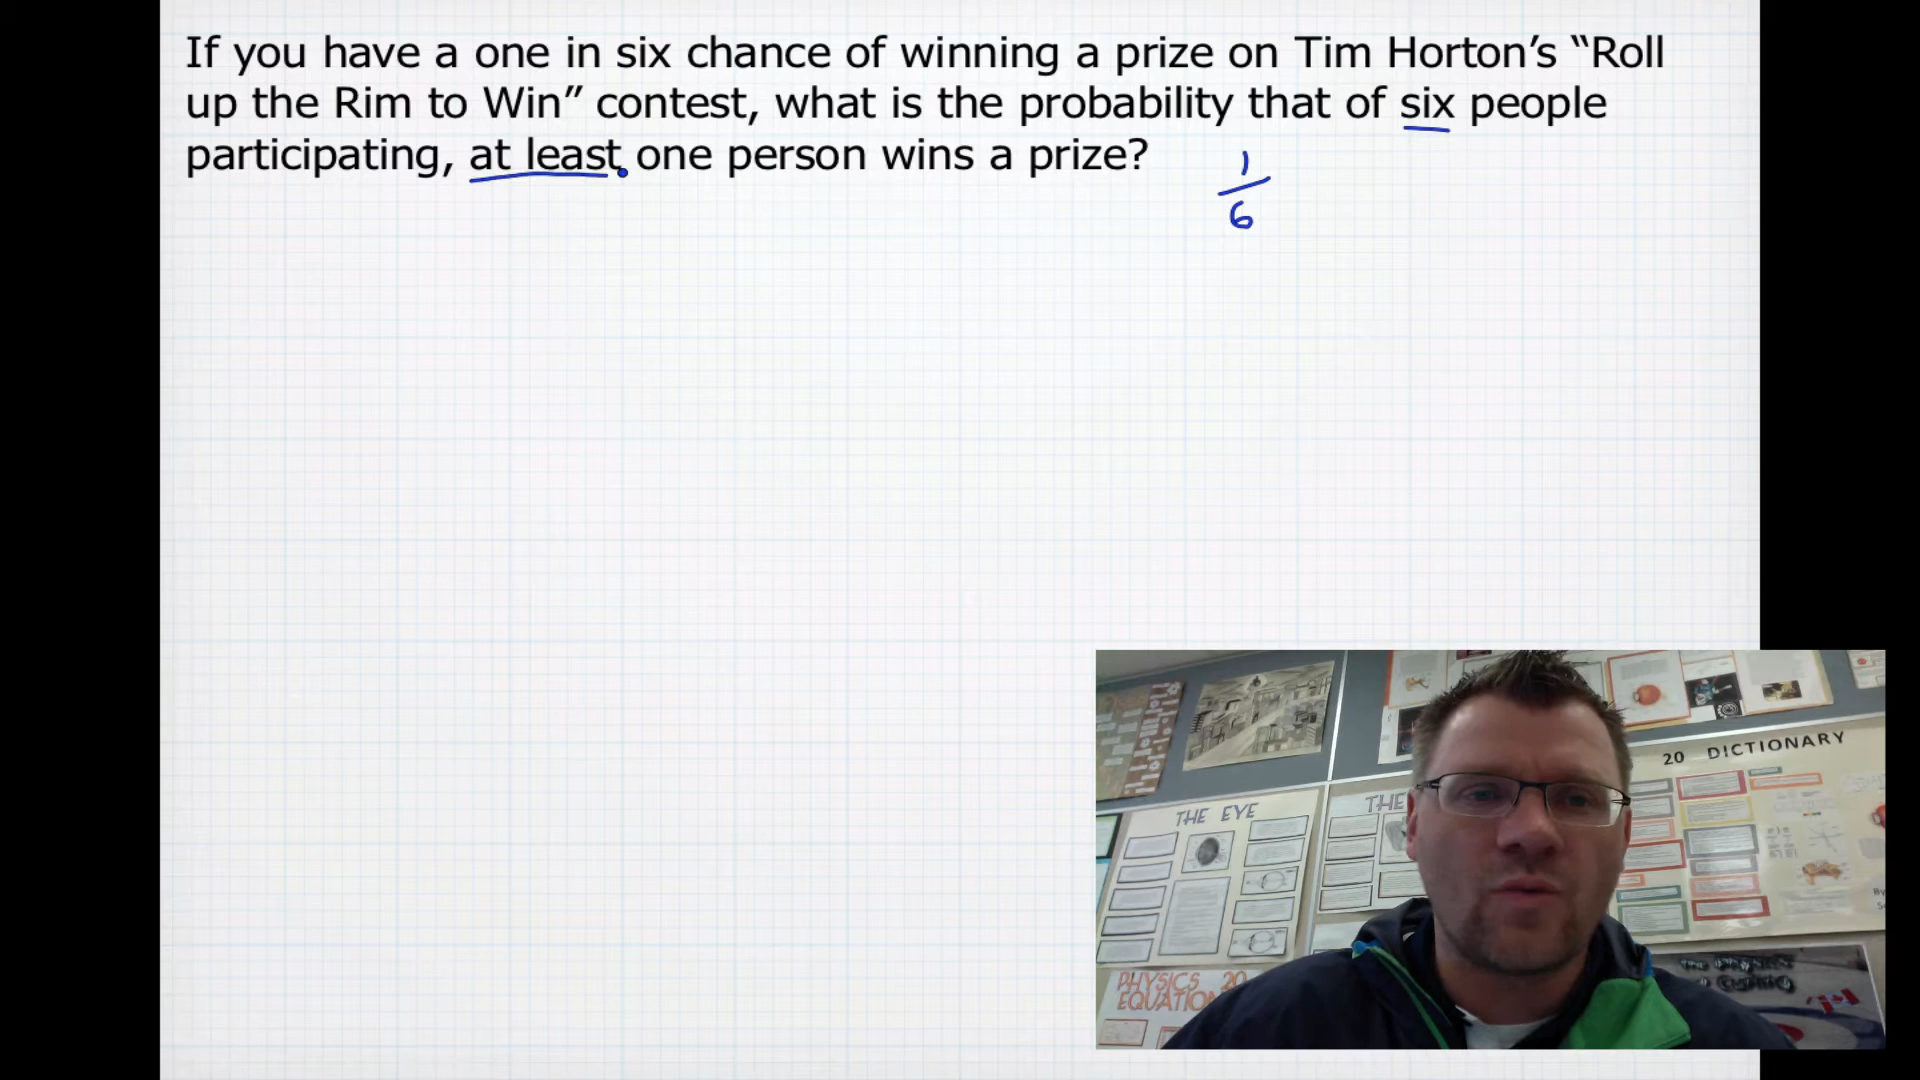 If you have a one in six chance of winning a prize on Tim Horton’s “Roll
up the Rim to Win” contest, what is the probability that of six people
participating, at least one person wins a prize?
1
6
20 DICTIONARY
THE EYE
THE
PHYSICS 20
EQUATION